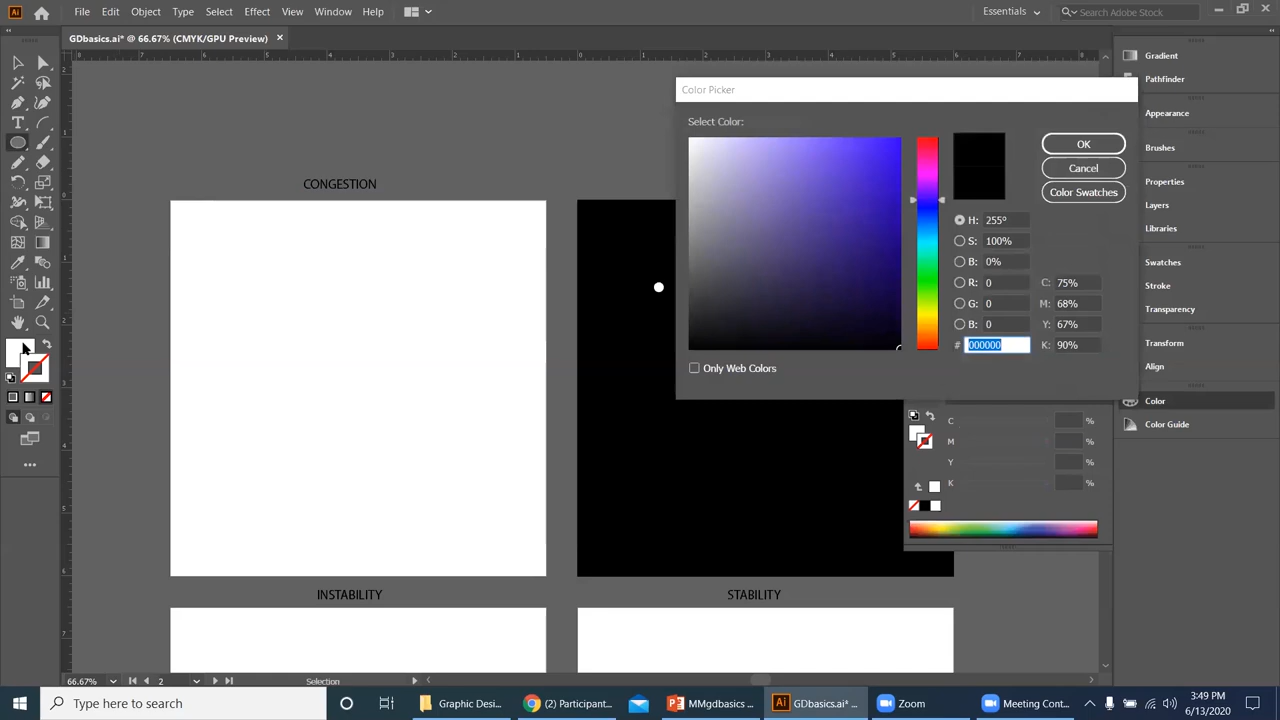 Ai File Edit Object Type Select Effect View Window Help Essentials Search Adobe Stock
GDbasics.ai* @ 66.67% (CMYK/GPU Preview) ×
CONGESTION
INSTABILITY
STABILITY
Color Picker
Select Color:
OK
Cancel
Color Swatches
H: 255°
S: 100%
B: 0%
R: 0 C: 75%
G: 0 M: 68%
B: 0 Y: 67%
# 000000 K: 90%
Only Web Colors
C %
M %
Y %
K %
Gradient
Pathfinder
Appearance
Brushes
Properties
Layers
Libraries
Swatches
Stroke
Transparency
Transform
Align
Color
Color Guide
66.67% 2 Selection
Type here to search
Graphic Desi...
(2) Participant...
MMgdbasics ...
GDbasics.ai* ...
Zoom
Meeting Cont...
3:49 PM
6/13/2020